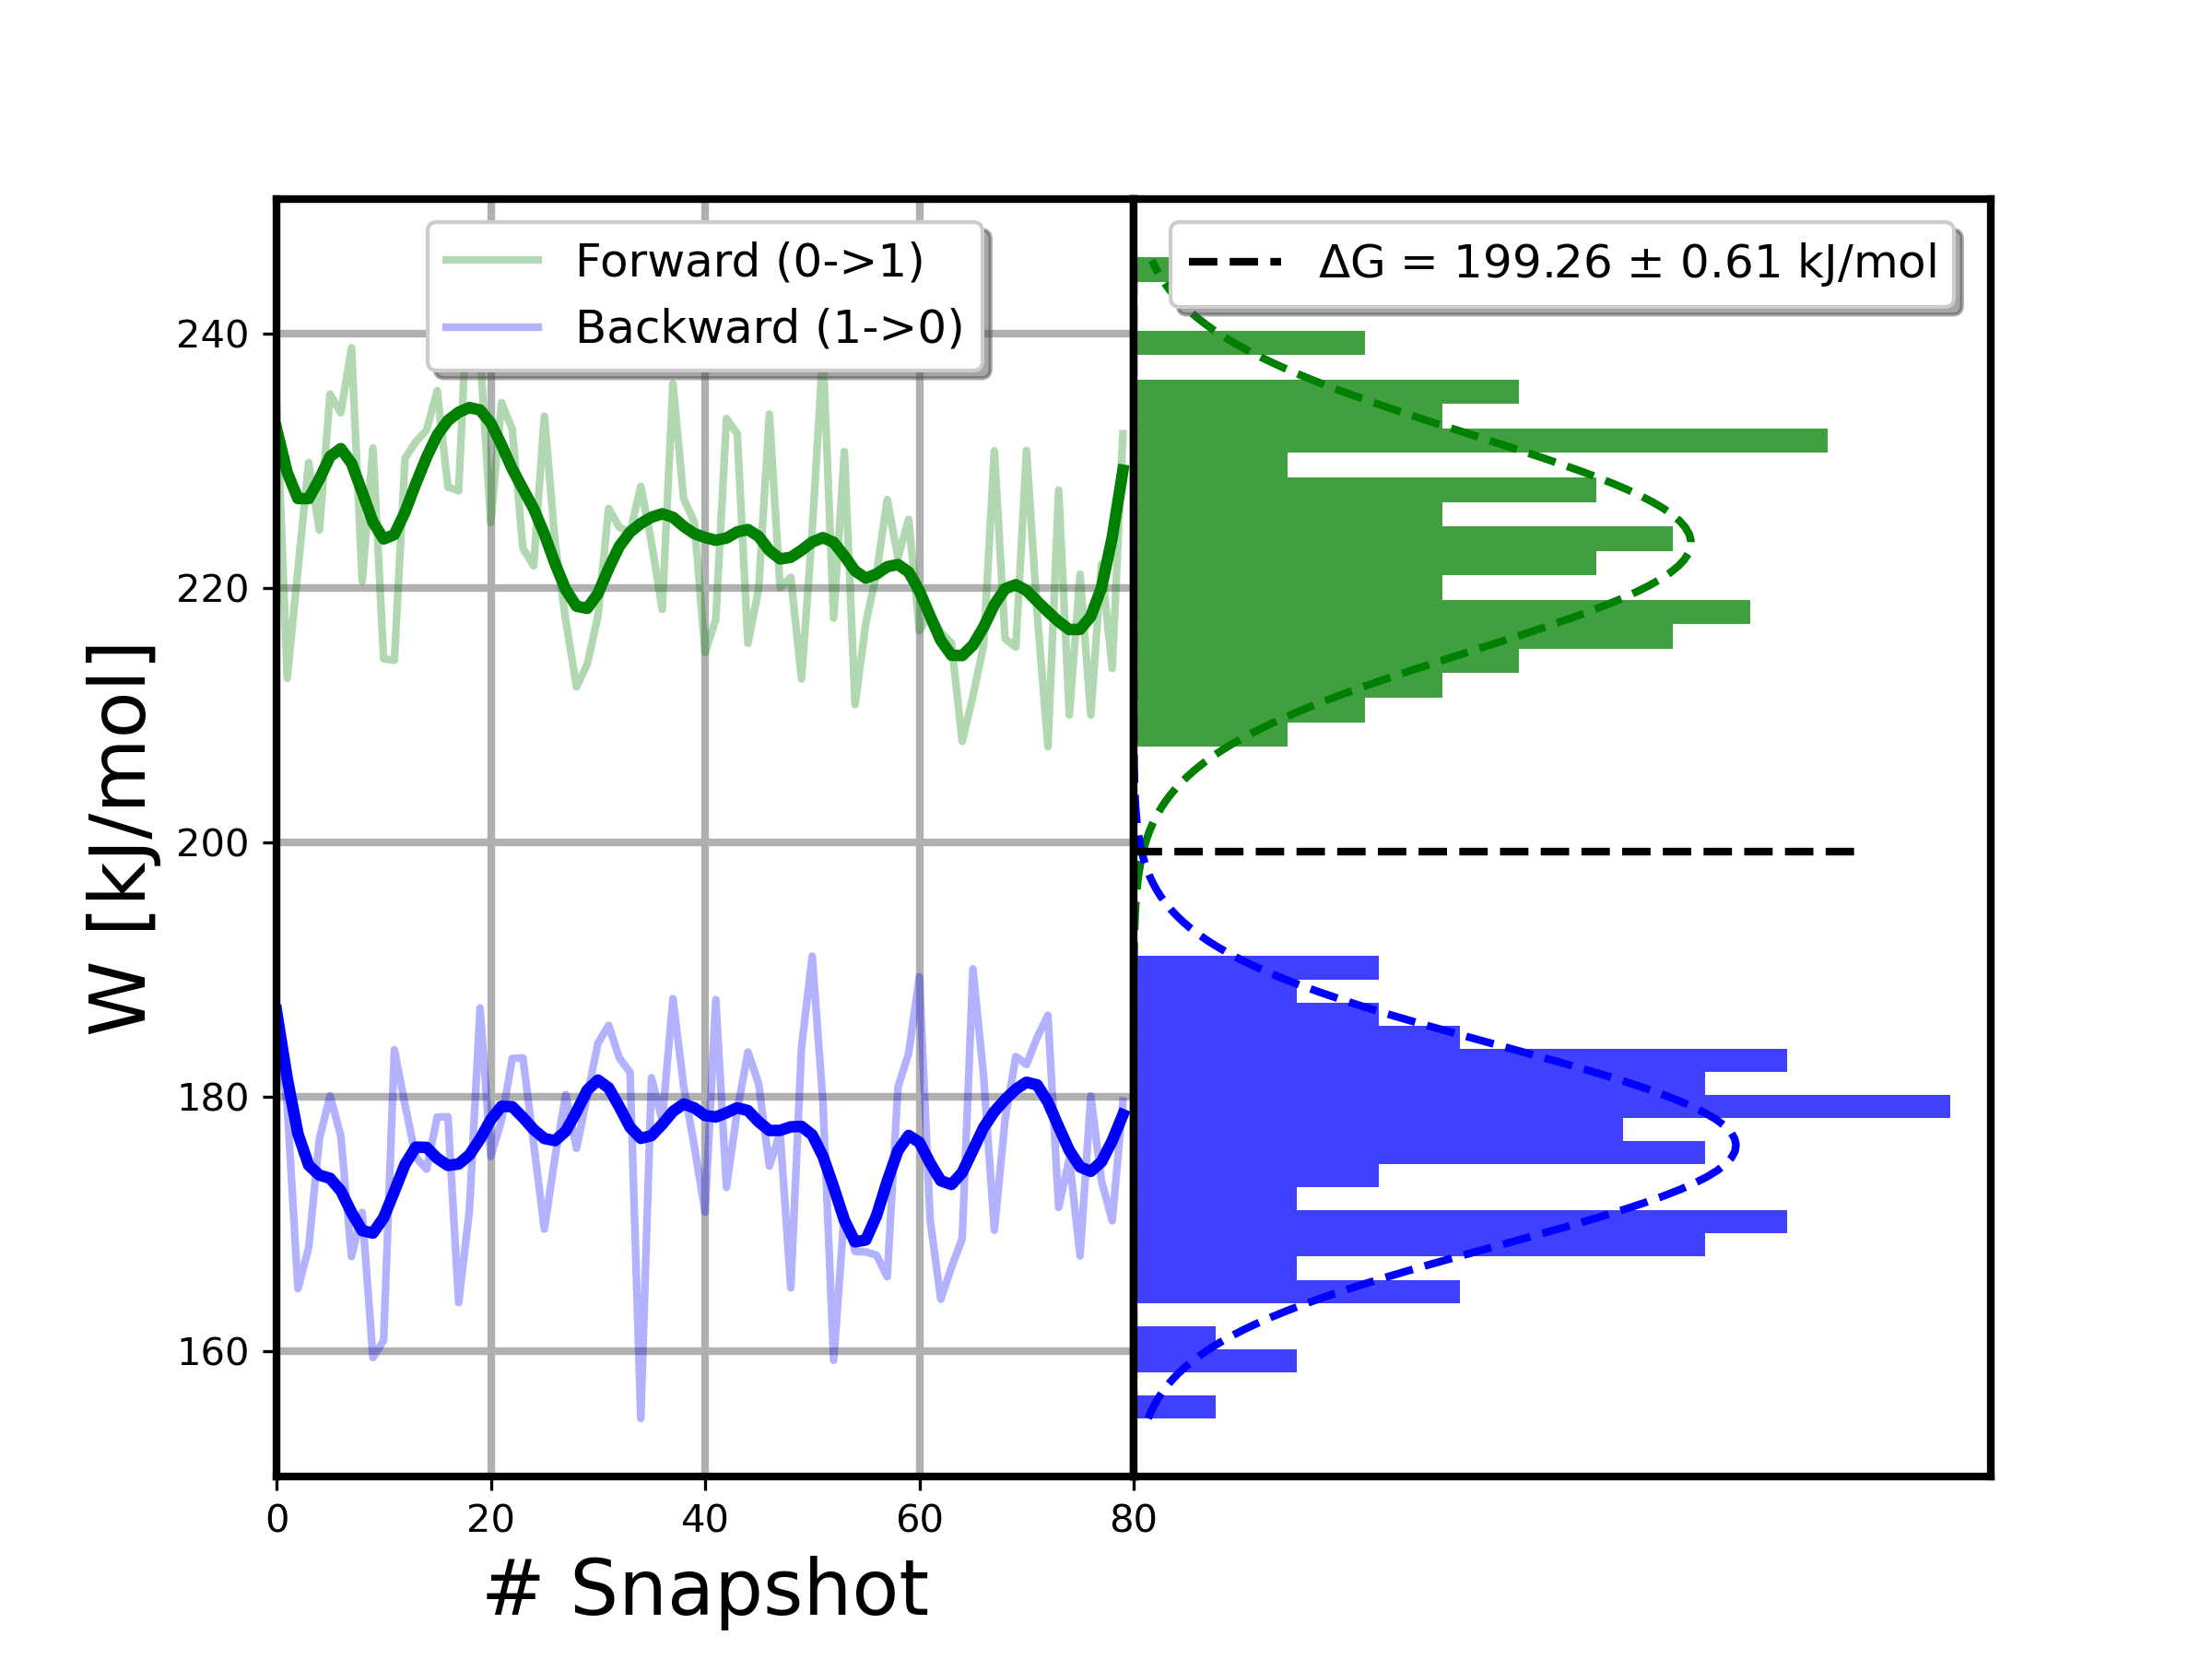 Forward (0->1)
Backward (1->0)
ΔG = 199.26 ± 0.61 kJ/mol
W [kJ/mol]
240
220
200
180
160
0 20 40 60 80
# Snapshot